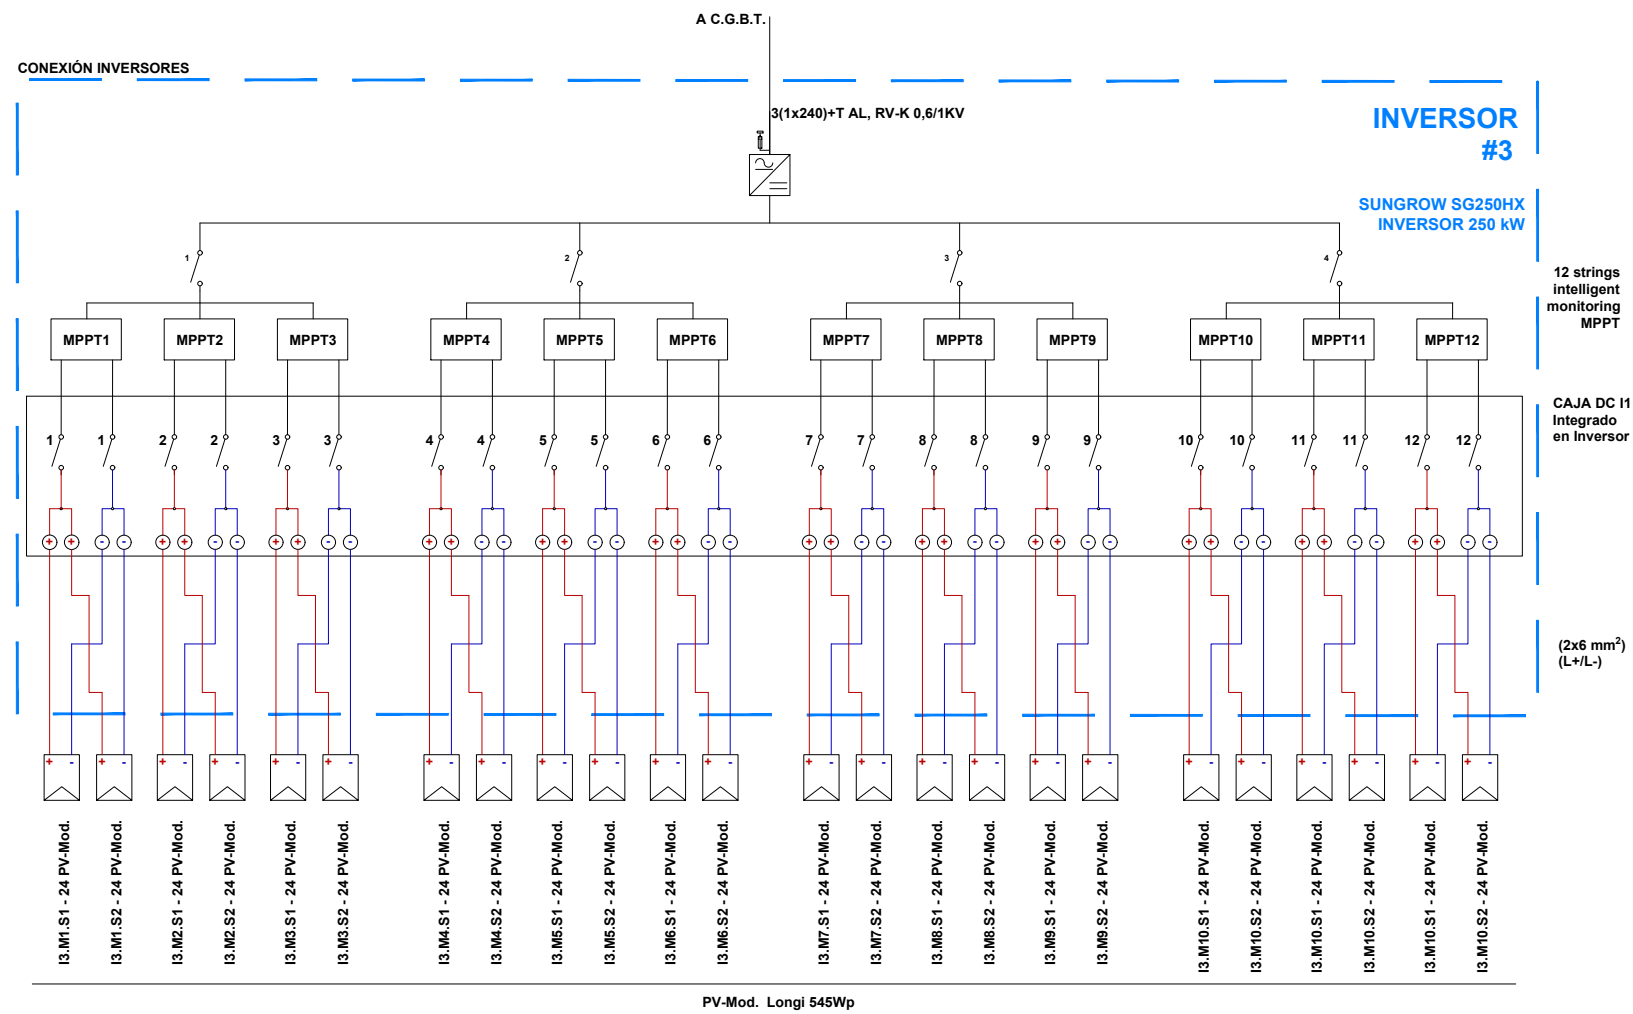 A C.G.B.T.
CONEXIÓN INVERSORES
3(1x240)+T AL, RV-K 0,6/1KV
INVERSOR
#3
SUNGROW SG250HX
INVERSOR 250 kW
1 2 3 4
12 strings
intelligent
monitoring
MPPT
MPPT1 MPPT2 MPPT3 MPPT4 MPPT5 MPPT6 MPPT7 MPPT8 MPPT9 MPPT10 MPPT11 MPPT12
CAJA DC I1
Integrado
en Inversor
1 1 2 2 3 3 4 4 5 5 6 6 7 7 8 8 9 9 10 10 11 11 12 12
+ + - - + + - - + + - - + + - - + + - - + + - - + + - - + + - - + + - - + + - - + + - - + + - -
(2x6 mm²)
(L+/L-)
+ - + - + - + - + - + - + - + - + - + - + - + - + - + - + - + - + - + - + - + - + - + - + - + -
I3.M1.S1 - 24 PV-Mod.
I3.M1.S2 - 24 PV-Mod.
I3.M2.S1 - 24 PV-Mod.
I3.M2.S2 - 24 PV-Mod.
I3.M3.S1 - 24 PV-Mod.
I3.M3.S2 - 24 PV-Mod.
I3.M4.S1 - 24 PV-Mod.
I3.M4.S2 - 24 PV-Mod.
I3.M5.S1 - 24 PV-Mod.
I3.M5.S2 - 24 PV-Mod.
I3.M6.S1 - 24 PV-Mod.
I3.M6.S2 - 24 PV-Mod.
I3.M7.S1 - 24 PV-Mod.
I3.M7.S2 - 24 PV-Mod.
I3.M8.S1 - 24 PV-Mod.
I3.M8.S2 - 24 PV-Mod.
I3.M9.S1 - 24 PV-Mod.
I3.M9.S2 - 24 PV-Mod.
I3.M10.S1 - 24 PV-Mod.
I3.M10.S2 - 24 PV-Mod.
I3.M10.S1 - 24 PV-Mod.
I3.M10.S2 - 24 PV-Mod.
I3.M10.S1 - 24 PV-Mod.
I3.M10.S2 - 24 PV-Mod.
PV-Mod. Longi 545Wp